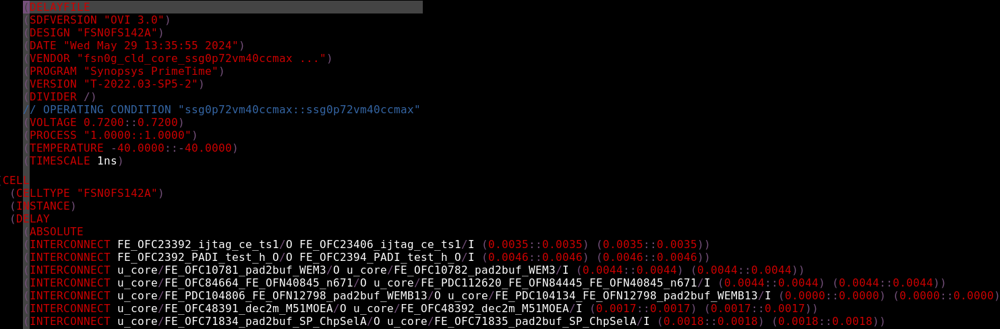 (DELAYFILE
(SDFVERSION "OVI 3.0")
(DESIGN "FSN0FS142A")
(DATE "Wed May 29 13:35:55 2024")
(VENDOR "fsn0g_cld_core_ssg0p72vm40ccmax ...")
(PROGRAM "Synopsys PrimeTime")
(VERSION "T-2022.03-SP5-2")
(DIVIDER /)
// OPERATING CONDITION "ssg0p72vm40ccmax::ssg0p72vm40ccmax"
(VOLTAGE 0.7200::0.7200)
(PROCESS "1.0000::1.0000")
(TEMPERATURE -40.0000::-40.0000)
(TIMESCALE 1ns)
(CELL
(CELLTYPE "FSN0FS142A")
(INSTANCE)
(DELAY
(ABSOLUTE
(INTERCONNECT FE_OFC23392_ijtag_ce_ts1/O FE_OFC23406_ijtag_ce_ts1/I (0.0035::0.0035) (0.0035::0.0035))
(INTERCONNECT FE_OFC2392_PADI_test_h_O/O FE_OFC2394_PADI_test_h_O/I (0.0046::0.0046) (0.0046::0.0046))
(INTERCONNECT u_core/FE_OFC10781_pad2buf_WEM3/O u_core/FE_OFC10782_pad2buf_WEM3/I (0.0044::0.0044) (0.0044::0.0044))
(INTERCONNECT u_core/FE_OFC84664_FE_OFN40845_n671/O u_core/FE_PDC112620_FE_OFN84445_FE_OFN40845_n671/I (0.0044::0.0044) (0.0044::0.0044))
(INTERCONNECT u_core/FE_PDC104806_FE_OFN12798_pad2buf_WEMB13/O u_core/FE_PDC104134_FE_OFN12798_pad2buf_WEMB13/I (0.0000::0.0000) (0.0000::0.0000)
(INTERCONNECT u_core/FE_OFC48391_dec2m_M51MOEA/O u_core/FE_OFC48392_dec2m_M51MOEA/I (0.0017::0.0017) (0.0017::0.0017))
(INTERCONNECT u_core/FE_OFC71834_pad2buf_SP_ChpSelA/O u_core/FE_OFC71835_pad2buf_SP_ChpSelA/I (0.0018::0.0018) (0.0018::0.0018))